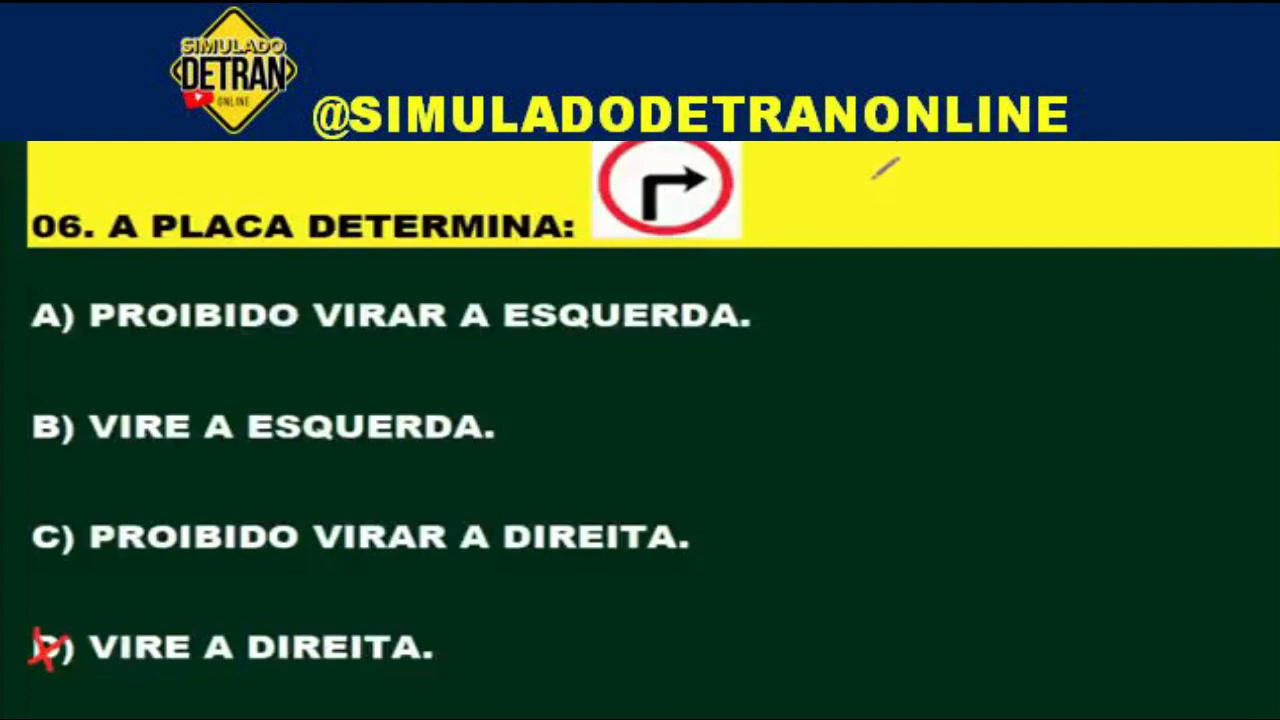 SIMULADO
DETRAN
ONLINE
@SIMULADODETRANONLINE
06. A PLACA DETERMINA:
A) PROIBIDO VIRAR A ESQUERDA.
B) VIRE A ESQUERDA.
C) PROIBIDO VIRAR A DIREITA.
D) VIRE A DIREITA.